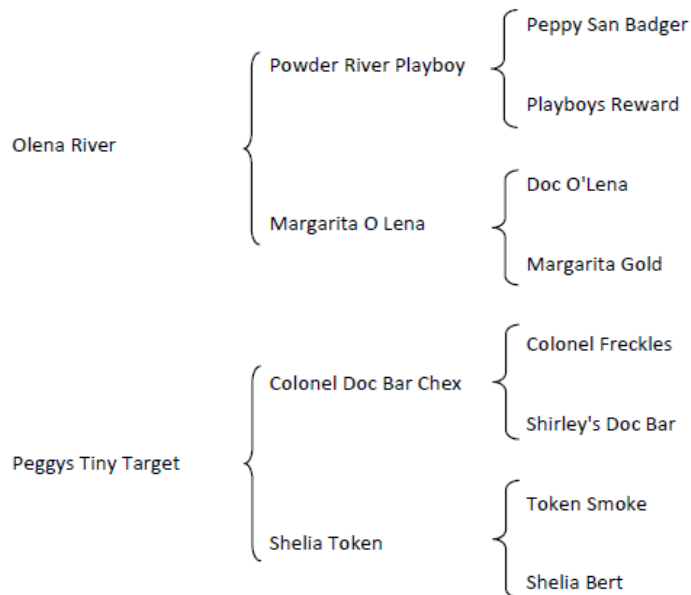 Peppy San Badger
Powder River Playboy
Playboys Reward
Olena River
Doc O'Lena
Margarita O Lena
Margarita Gold
Colonel Freckles
Colonel Doc Bar Chex
Shirley's Doc Bar
Peggys Tiny Target
Token Smoke
Shelia Token
Shelia Bert